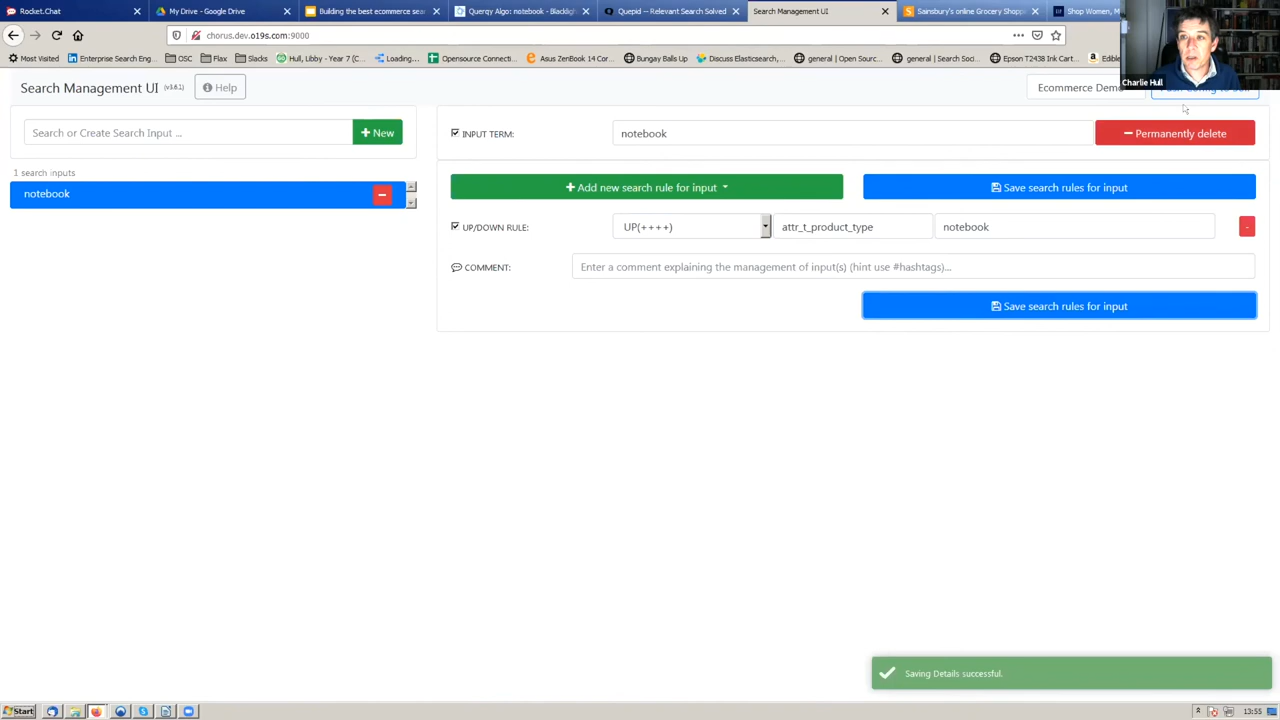 Rocket.Chat
My Drive - Google Drive
Building the best ecommerce sea
Querqy Algo: notebook - Blackligh
Quepid -- Relevant Search Solved
Search Management UI
Sainsbury's online Grocery Shopp
Shop Women, M
chorus.dev.o19s.com:9000
Most Visited
Enterprise Search Eng...
OSC
Flax
Slacks
Hull, Libby - Year 7 (C...
Loading...
Opensource Connecti...
Asus ZenBook 14 Cor...
Bungay Balls Up
Discuss Elasticsearch,...
general | Open Sourc...
general | Search Soci...
Epson T2438 Ink Cart...
Edible
Charlie Hull
Search Management UI (v3.6.1)
Help
Ecommerce Demo
Search or Create Search Input ...
New
INPUT TERM:
notebook
Permanently delete
1 search inputs
notebook
Add new search rule for input
Save search rules for input
UP/DOWN RULE:
UP(++++)
attr_t_product_type
notebook
COMMENT:
Enter a comment explaining the management of input(s) (hint use #hashtags)...
Save search rules for input
Saving Details successful.
Start
13:55